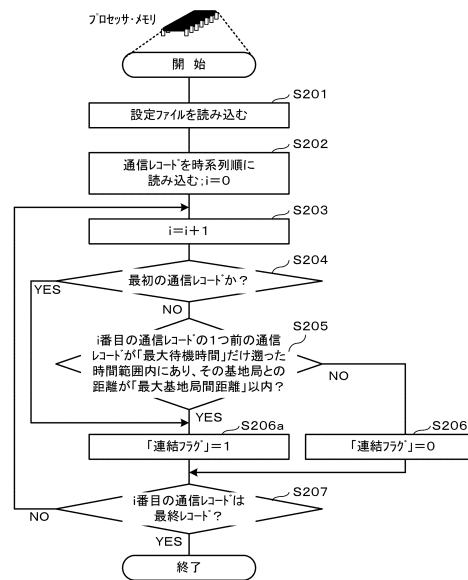 プロセッサ・メモリ
開 始
S201
設定ファイルを読み込む
S202
通信レコードを時系列順に
読み込む;i=0
S203
i=i+1
S204
最初の通信レコードか?
YES
NO
S205
i番目の通信レコードの1つ前の通信
レコードが「最大待機時間」だけ遡った
時間範囲内にあり、その基地局との
距離が「最大基地局間距離」以内?
NO
YES
S206a
「連結フラグ」=1
S206
「連結フラグ」=0
S207
i番目の通信レコードは
最終レコード?
NO
YES
終了